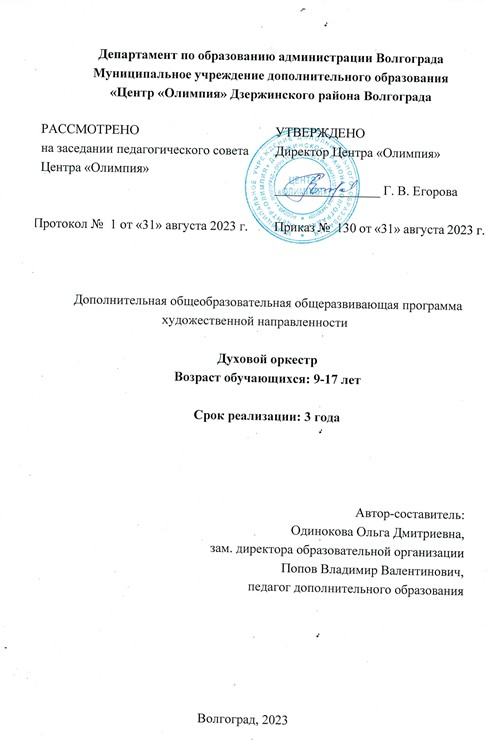 Департамент по образованию администрации Волгограда
Муниципальное учреждение дополнительного образования
«Центр «Олимпия» Дзержинского района Волгограда
РАССМОТРЕНО
на заседании педагогического совета
Центра «Олимпия»
Протокол № 1 от «31» августа 2023 г.
УТВЕРЖДЕНО
Директор Центра «Олимпия»
Г. В. Егорова
Приказ № 130 от «31» августа 2023 г.
ЦЕНТР
«ОЛИМПИЯ»
Дополнительная общеобразовательная общеразвивающая программа
художественной направленности
Духовой оркестр
Возраст обучающихся: 9-17 лет
Срок реализации: 3 года
Автор-составитель:
Одинокова Ольга Дмитриевна,
зам. директора образовательной организации
Попов Владимир Валентинович,
педагог дополнительного образования
Волгоград, 2023